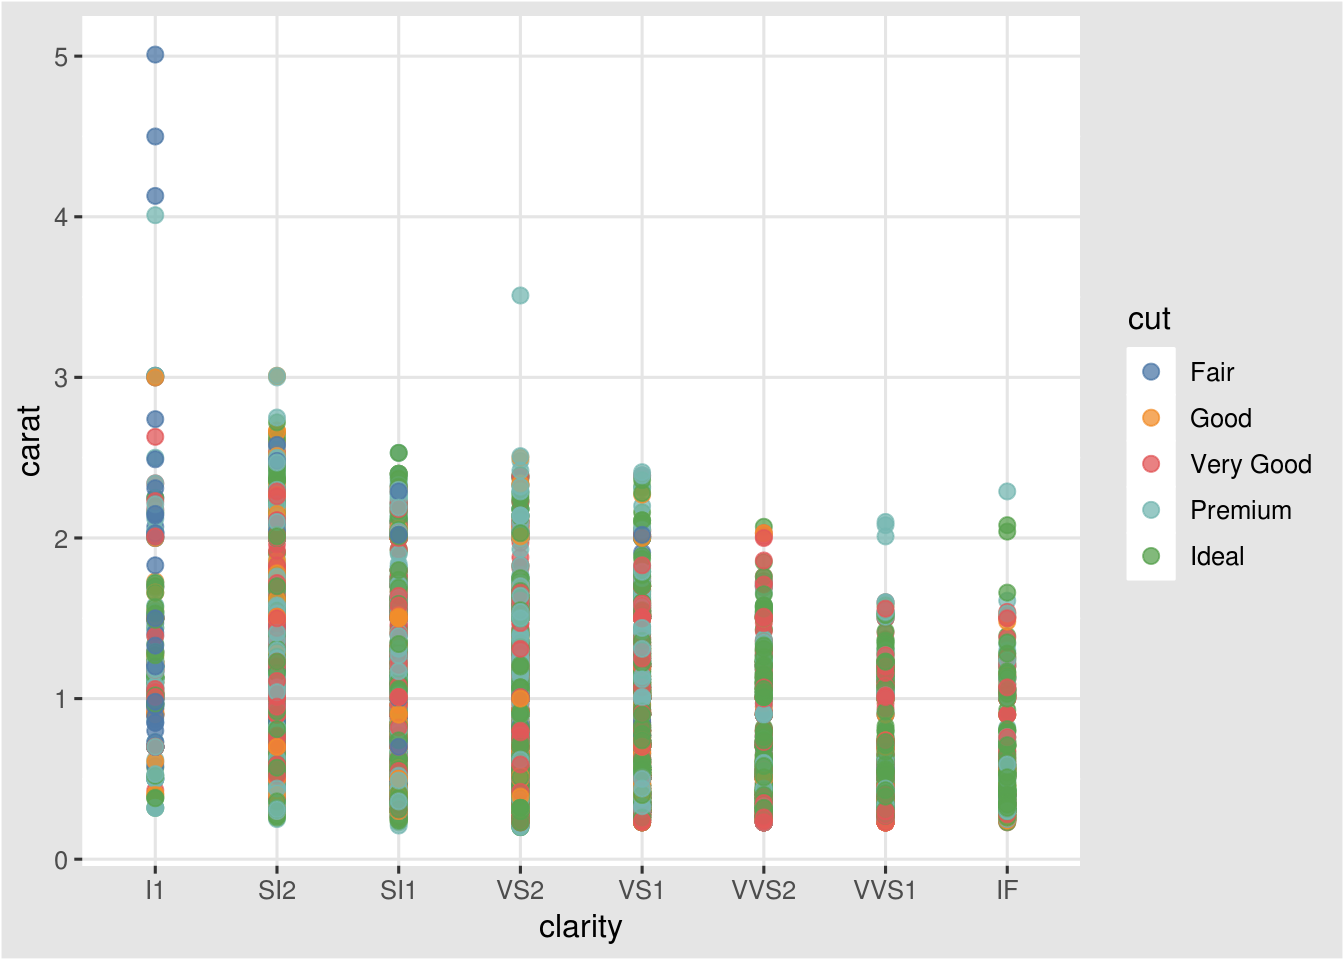 5
4
3
2
1
0
carat
I1 SI2 SI1 VS2 VS1 VVS2 VVS1 IF
clarity
cut
Fair
Good
Very Good
Premium
Ideal